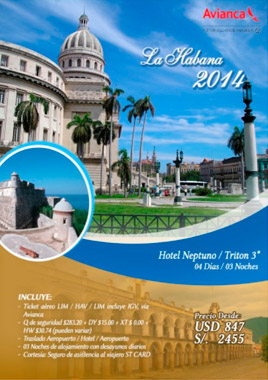 Avianca
La Habana
2014
Hotel Neptuno / Triton 3*
04 Días / 03 Noches
INCLUYE:
- Ticket aéreo LIM / HAV / LIM incluye IGV, vía
Avianca
- Q de seguridad $283.20 + DY $15.00 + XT $ 0.00 +
HW $30.74 (pueden variar)
- Traslado Aeropuerto / Hotel / Aeropuerto
- 03 Noches de alojamiento con desayunos diarios
- Cortesía: Seguro de asistencia al viajero ST CARD
Precio Desde:
USD 847
S/. 2455